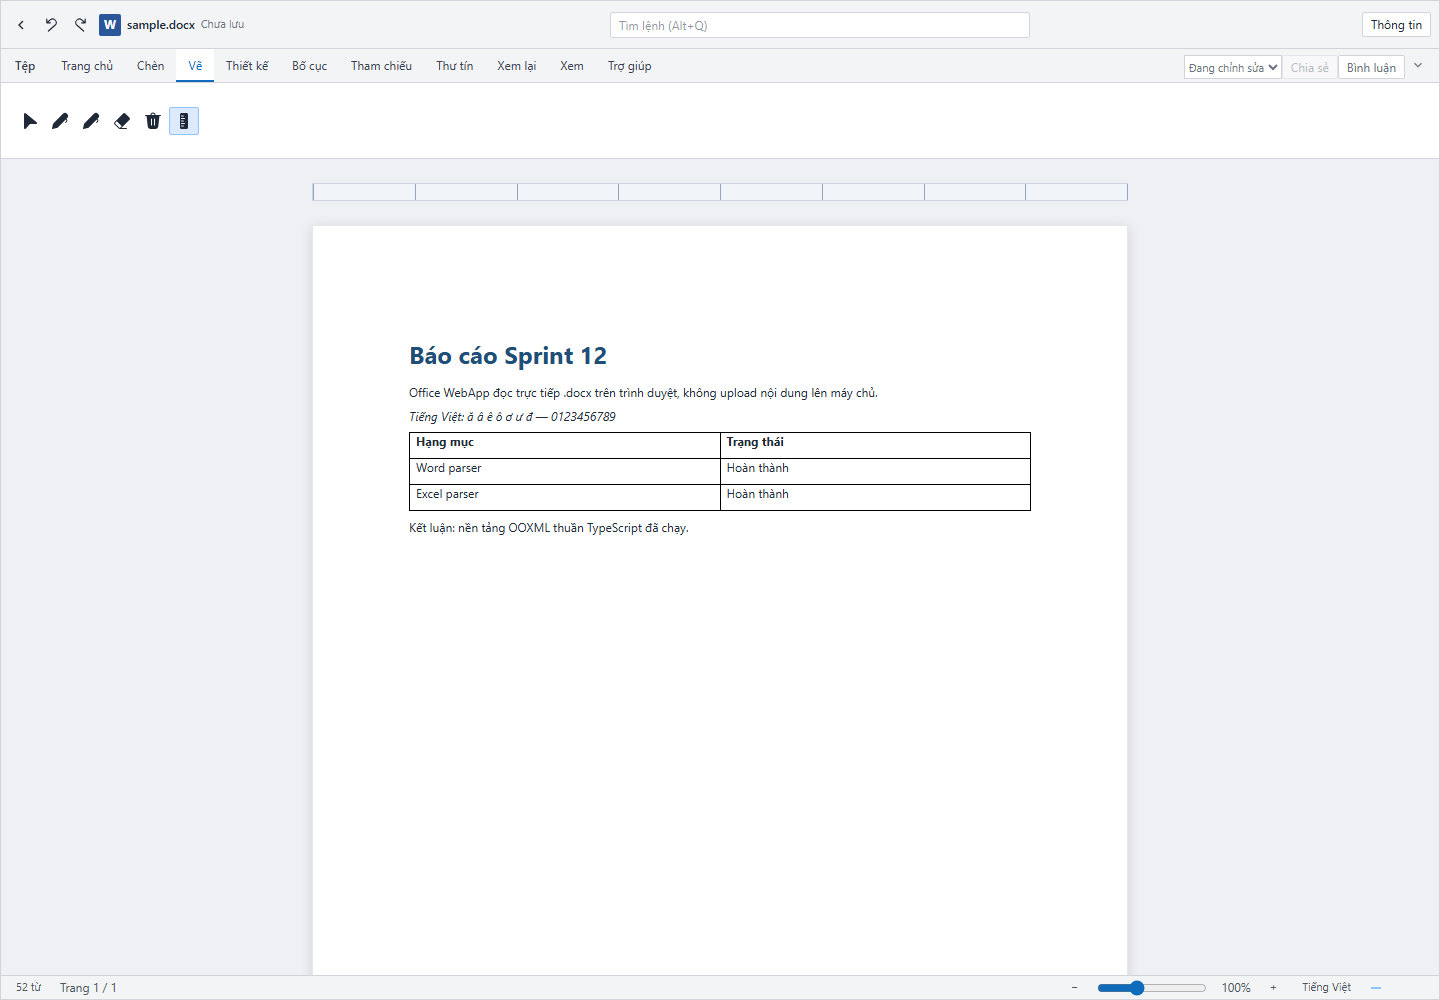 W sample.docx Chưa lưu
Tìm lệnh (Alt+Q)
Thông tin
Tệp Trang chủ Chèn Vẽ Thiết kế Bố cục Tham chiếu Thư tín Xem lại Xem Trợ giúp
Đang chỉnh sửa Chia sẻ Bình luận
Báo cáo Sprint 12
Office WebApp đọc trực tiếp .docx trên trình duyệt, không upload nội dung lên máy chủ.
Tiếng Việt: ă â ê ô ơ ư đ — 0123456789
Hạng mục Trạng thái
Word parser Hoàn thành
Excel parser Hoàn thành
Kết luận: nền tảng OOXML thuần TypeScript đã chạy.
52 từ Trang 1 / 1
− 100% + Tiếng Việt